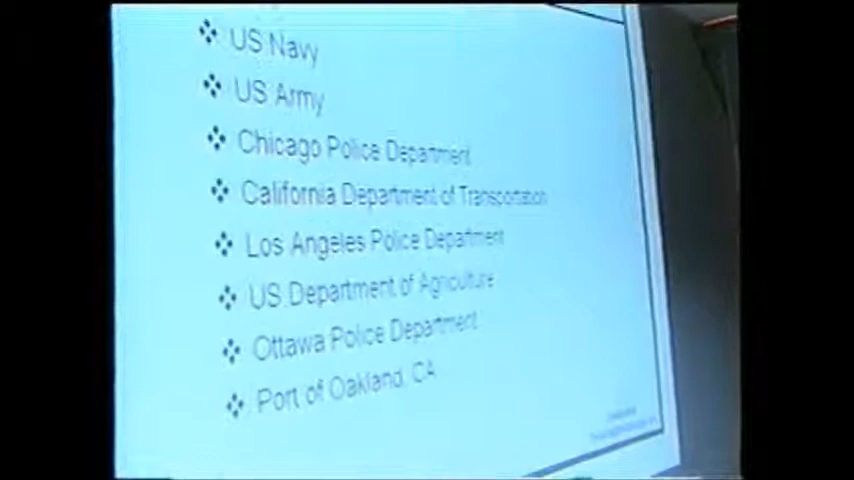 US Navy
US Army
Chicago Police Department
California Department of Transportation
Los Angeles Police Department
US Department of Agriculture
Ottawa Police Department
Port of Oakland, CA